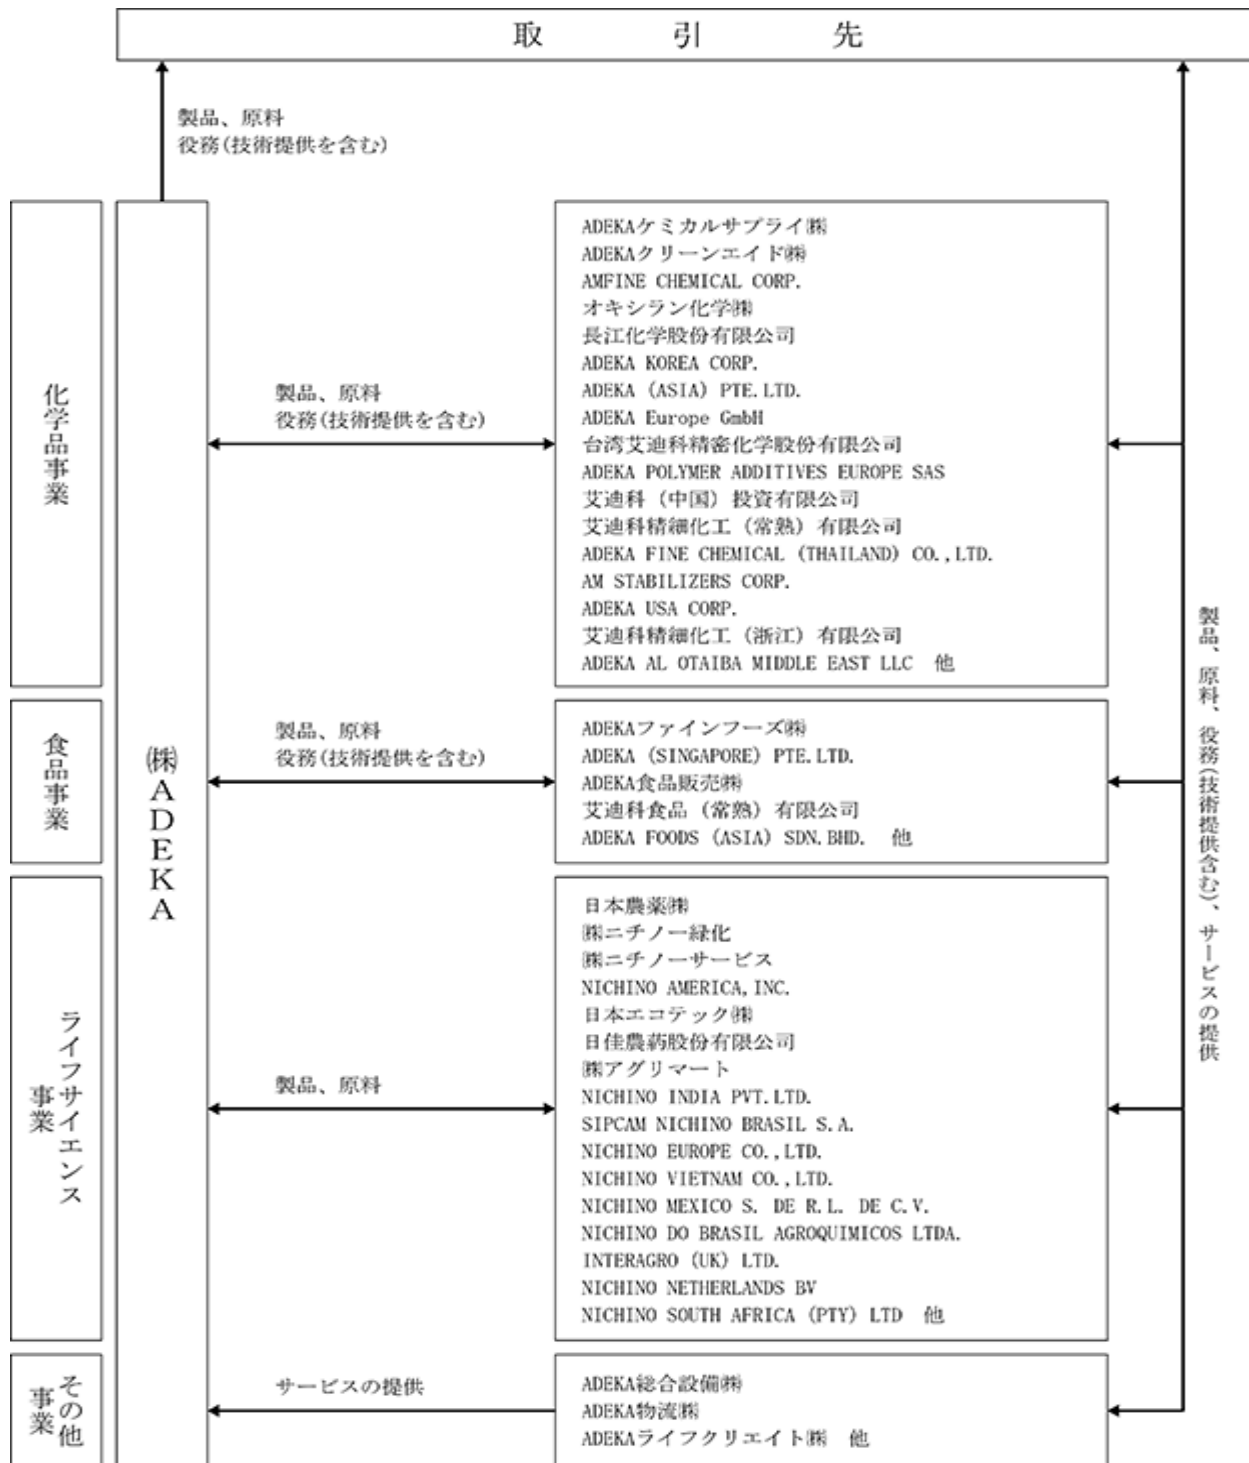 取引先
製品、原料
役務(技術提供を含む)
化学品事業
㈱ADEKA
製品、原料
役務(技術提供を含む)
ADEKAケミカルサプライ㈱
ADEKAクリーンエイド㈱
AMFINE CHEMICAL CORP.
オキシラン化学㈱
長江化学股份有限公司
ADEKA KOREA CORP.
ADEKA (ASIA) PTE.LTD.
ADEKA Europe GmbH
台湾艾迪科精密化学股份有限公司
ADEKA POLYMER ADDITIVES EUROPE SAS
艾迪科（中国）投資有限公司
艾迪科精細化工（常熟）有限公司
ADEKA FINE CHEMICAL (THAILAND) CO.,LTD.
AM STABILIZERS CORP.
ADEKA USA CORP.
艾迪科精細化工（浙江）有限公司
ADEKA AL OTAIBA MIDDLE EAST LLC 他
製品、原料、役務(技術提供含む)、サービスの提供
食品事業
製品、原料
役務(技術提供を含む)
ADEKAファインフーズ㈱
ADEKA (SINGAPORE) PTE.LTD.
ADEKA食品販売㈱
艾迪科食品（常熟）有限公司
ADEKA FOODS (ASIA) SDN.BHD. 他
ライフサイエンス
事業
製品、原料
日本農薬㈱
㈱ニチノー緑化
㈱ニチノーサービス
NICHINO AMERICA,INC.
日本エコテック㈱
日佳農葯股份有限公司
㈱アグリマート
NICHINO INDIA PVT.LTD.
SIPCAM NICHINO BRASIL S.A.
NICHINO EUROPE CO.,LTD.
NICHINO VIETNAM CO.,LTD.
NICHINO MEXICO S. DE R.L. DE C.V.
NICHINO DO BRASIL AGROQUIMICOS LTDA.
INTERAGRO (UK) LTD.
NICHINO NETHERLANDS BV
NICHINO SOUTH AFRICA (PTY) LTD 他
その他
事業
サービスの提供
ADEKA総合設備㈱
ADEKA物流㈱
ADEKAライフクリエイト㈱ 他